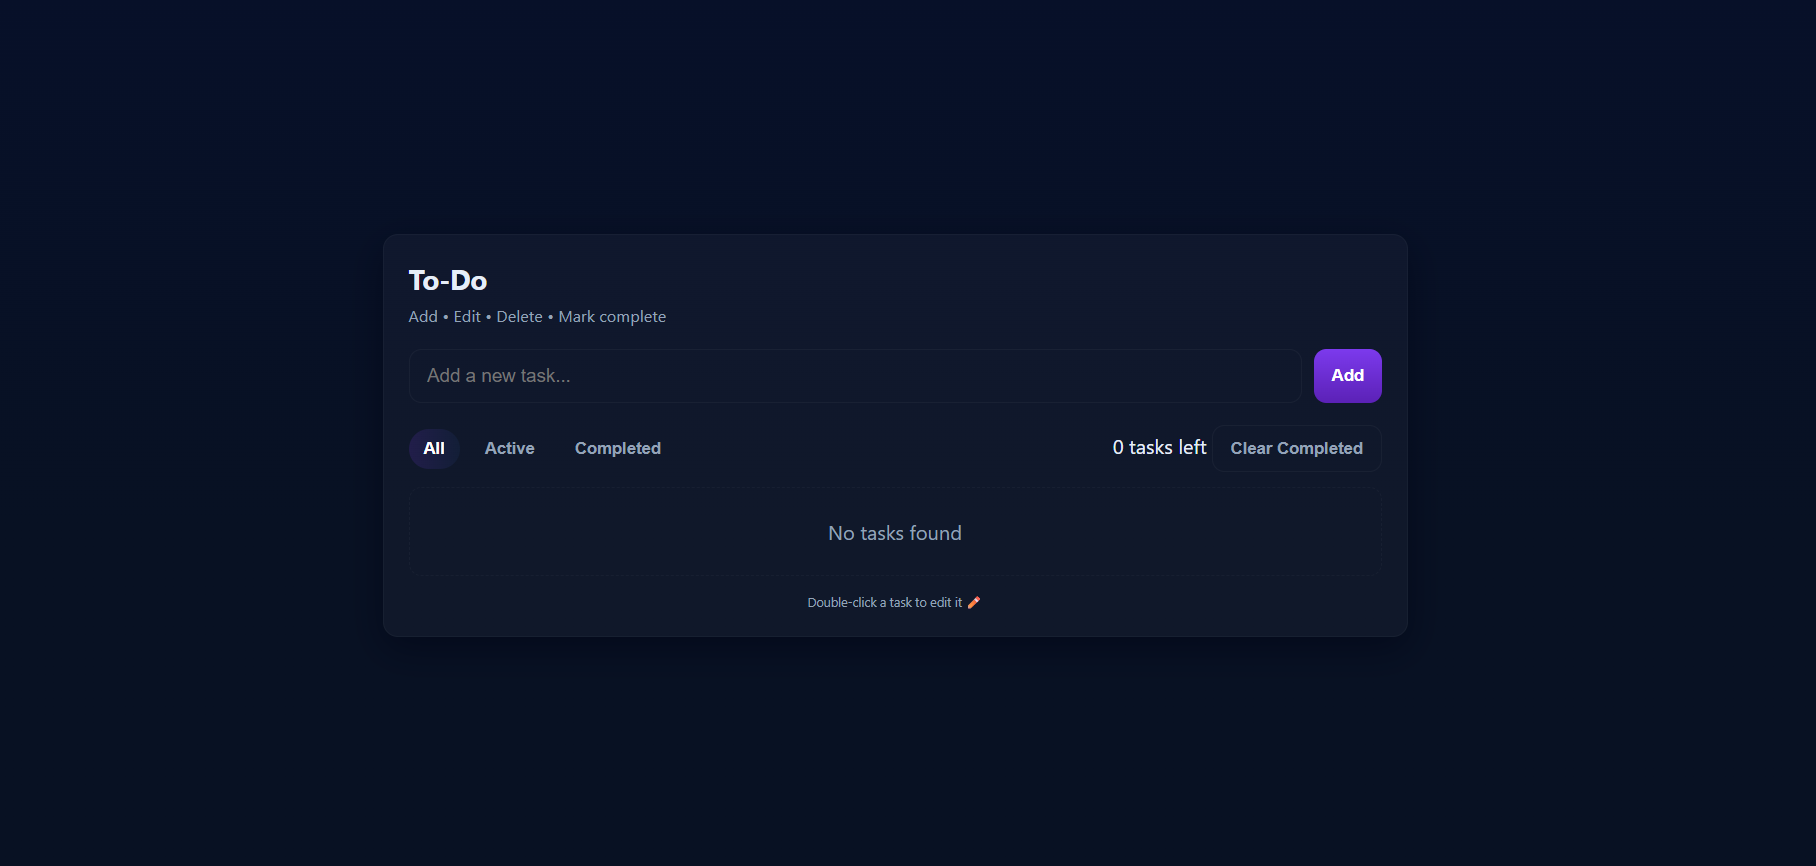 To-Do
Add • Edit • Delete • Mark complete
Add a new task...
Add
All
Active
Completed
0 tasks left
Clear Completed
No tasks found
Double-click a task to edit it ✏️